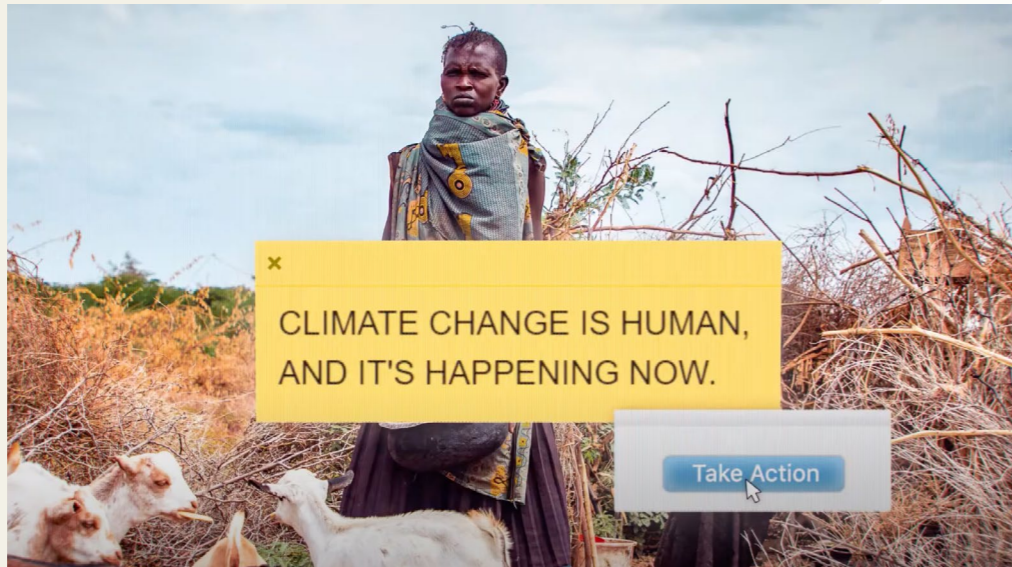 ×
CLIMATE CHANGE IS HUMAN,
AND IT'S HAPPENING NOW.
Take Action